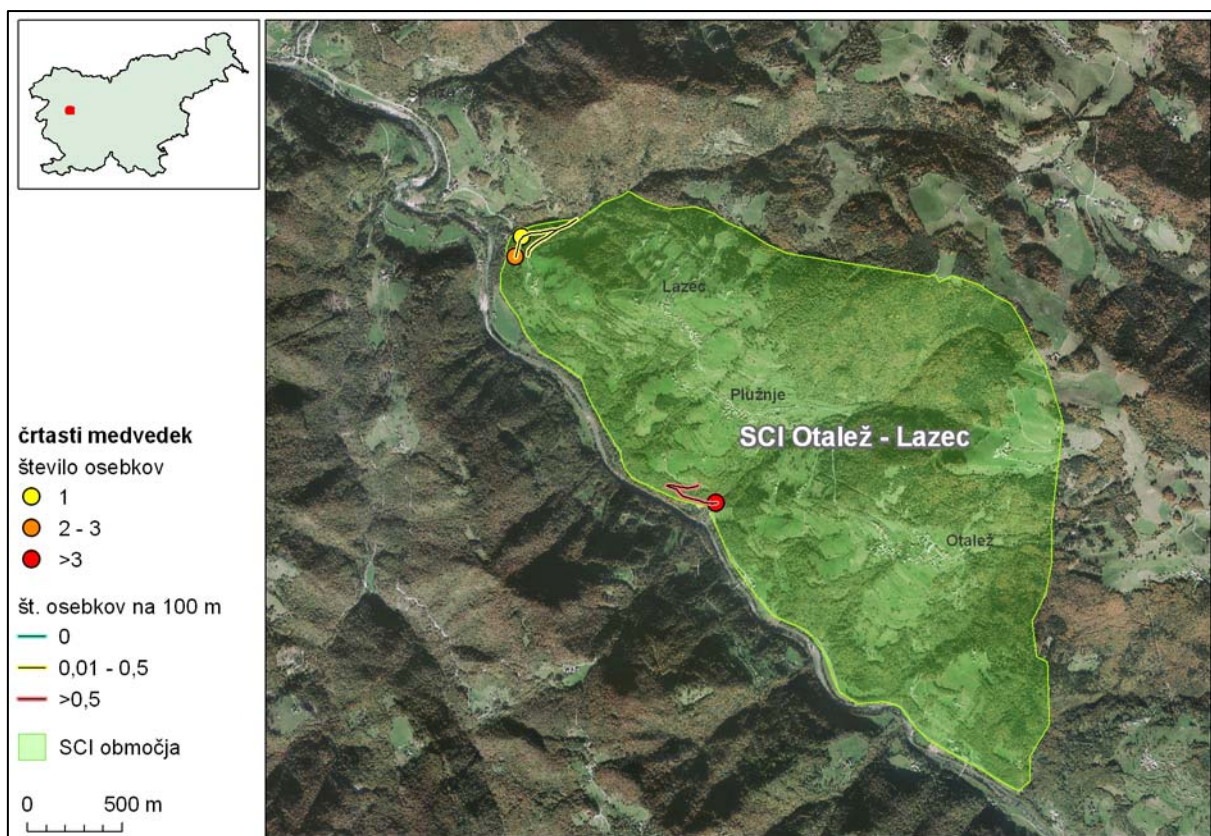 črtasti medvedek
število osebkov
1
2 - 3
>3
št. osebkov na 100 m
0
0,01 - 0,5
>0,5
SCI območja
0 500 m
Lazec
Plužnje
SCI Otalež - Lazec
Otalež